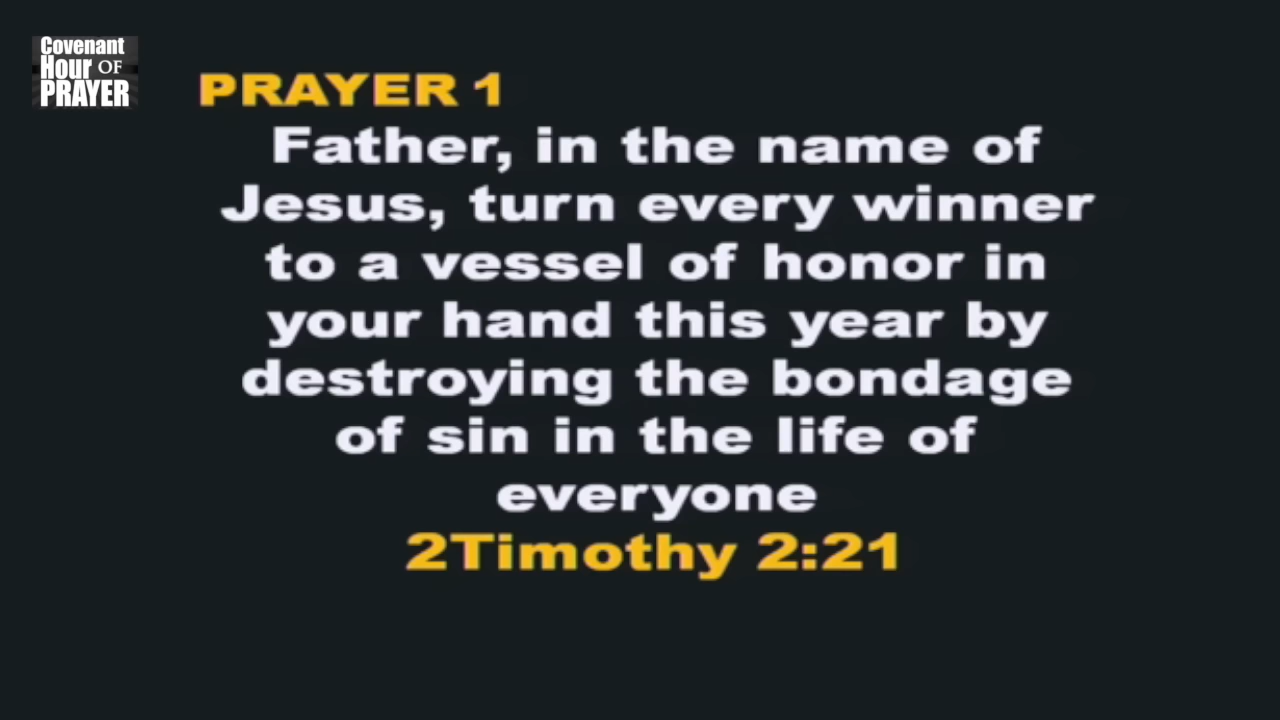 Covenant
Hour OF
PRAYER
PRAYER 1
Father, in the name of
Jesus, turn every winner
to a vessel of honor in
your hand this year by
destroying the bondage
of sin in the life of
everyone
2Timothy 2:21